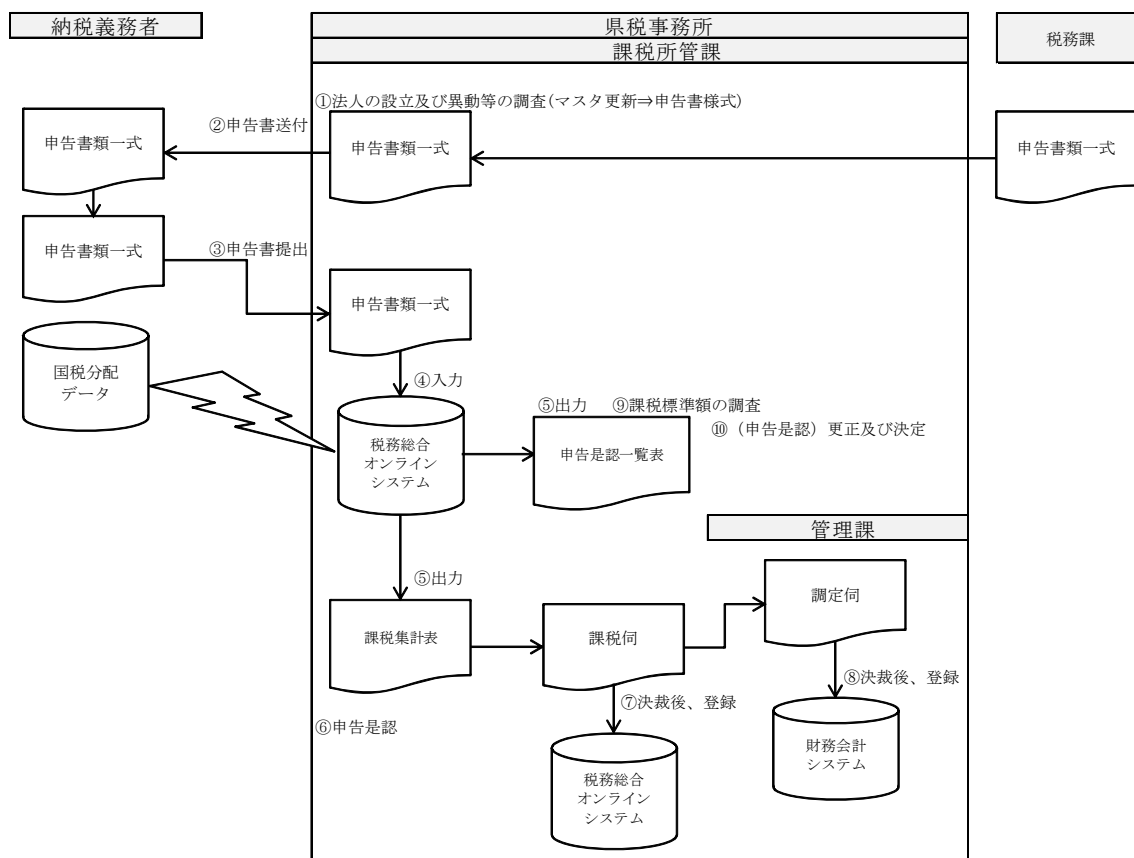 納税義務者
県税事務所
課税所管課
税務課
①法人の設立及び異動等の調査(マスタ更新⇒申告書様式)
②申告書送付
申告書類一式
申告書類一式
申告書類一式
申告書類一式
③申告書提出
申告書類一式
国税分配
データ
④入力
税務総合
オンライン
システム
⑤出力
⑨課税標準額の調査
⑩（申告是認）更正及び決定
申告是認一覧表
管理課
⑤出力
課税集計表
課税伺
調定伺
⑥申告是認
⑦決裁後、登録
⑧決裁後、登録
税務総合
オンライン
システム
財務会計
システム